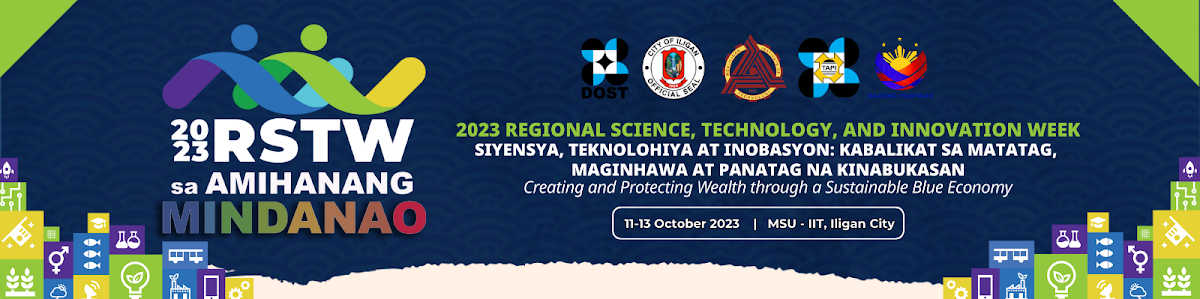 2023 RSTW
sa AMIHANANG
MINDANAO
DOST
CITY OF ILIGAN
OFFICIAL SEAL
TAPI
2023 REGIONAL SCIENCE, TECHNOLOGY, AND INNOVATION WEEK
SIYENSYA, TEKNOLOHIYA AT INOBASYON: KABALIKAT SA MATATAG,
MAGINHAWA AT PANATAG NA KINABUKASAN
Creating and Protecting Wealth through a Sustainable Blue Economy
11-13 October 2023 | MSU - IIT, Iligan City